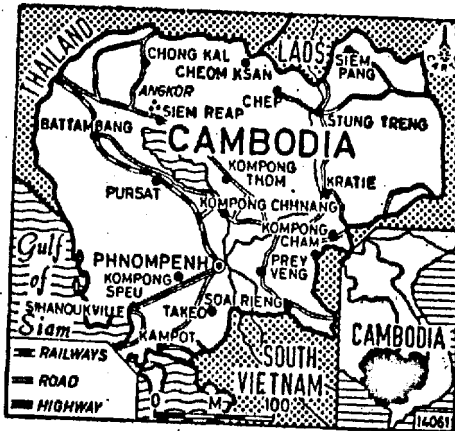 THAILAND
LAOS
CHONG KAL
CHEOM KSAN
SIEM
PANG
ANGKOR
CHEP
SIEM REAP
STUNG TRENG
BATTAMBANG
CAMBODIA
KOMPONG
THOM
KRATIE
PURSAT
KOMPONG CHHNANG
KOMPONG
CHAM
Gulf
of
Siam
PHNOMPENH
PREY
VENG
KOMPONG
SPEU
SIHANOUKVILLE
TAKEO
SOAI RIENG
CAMBODIA
KAMPOT
SOUTH
VIETNAM
RAILWAYS
ROAD
HIGHWAY
0 M 100
14061